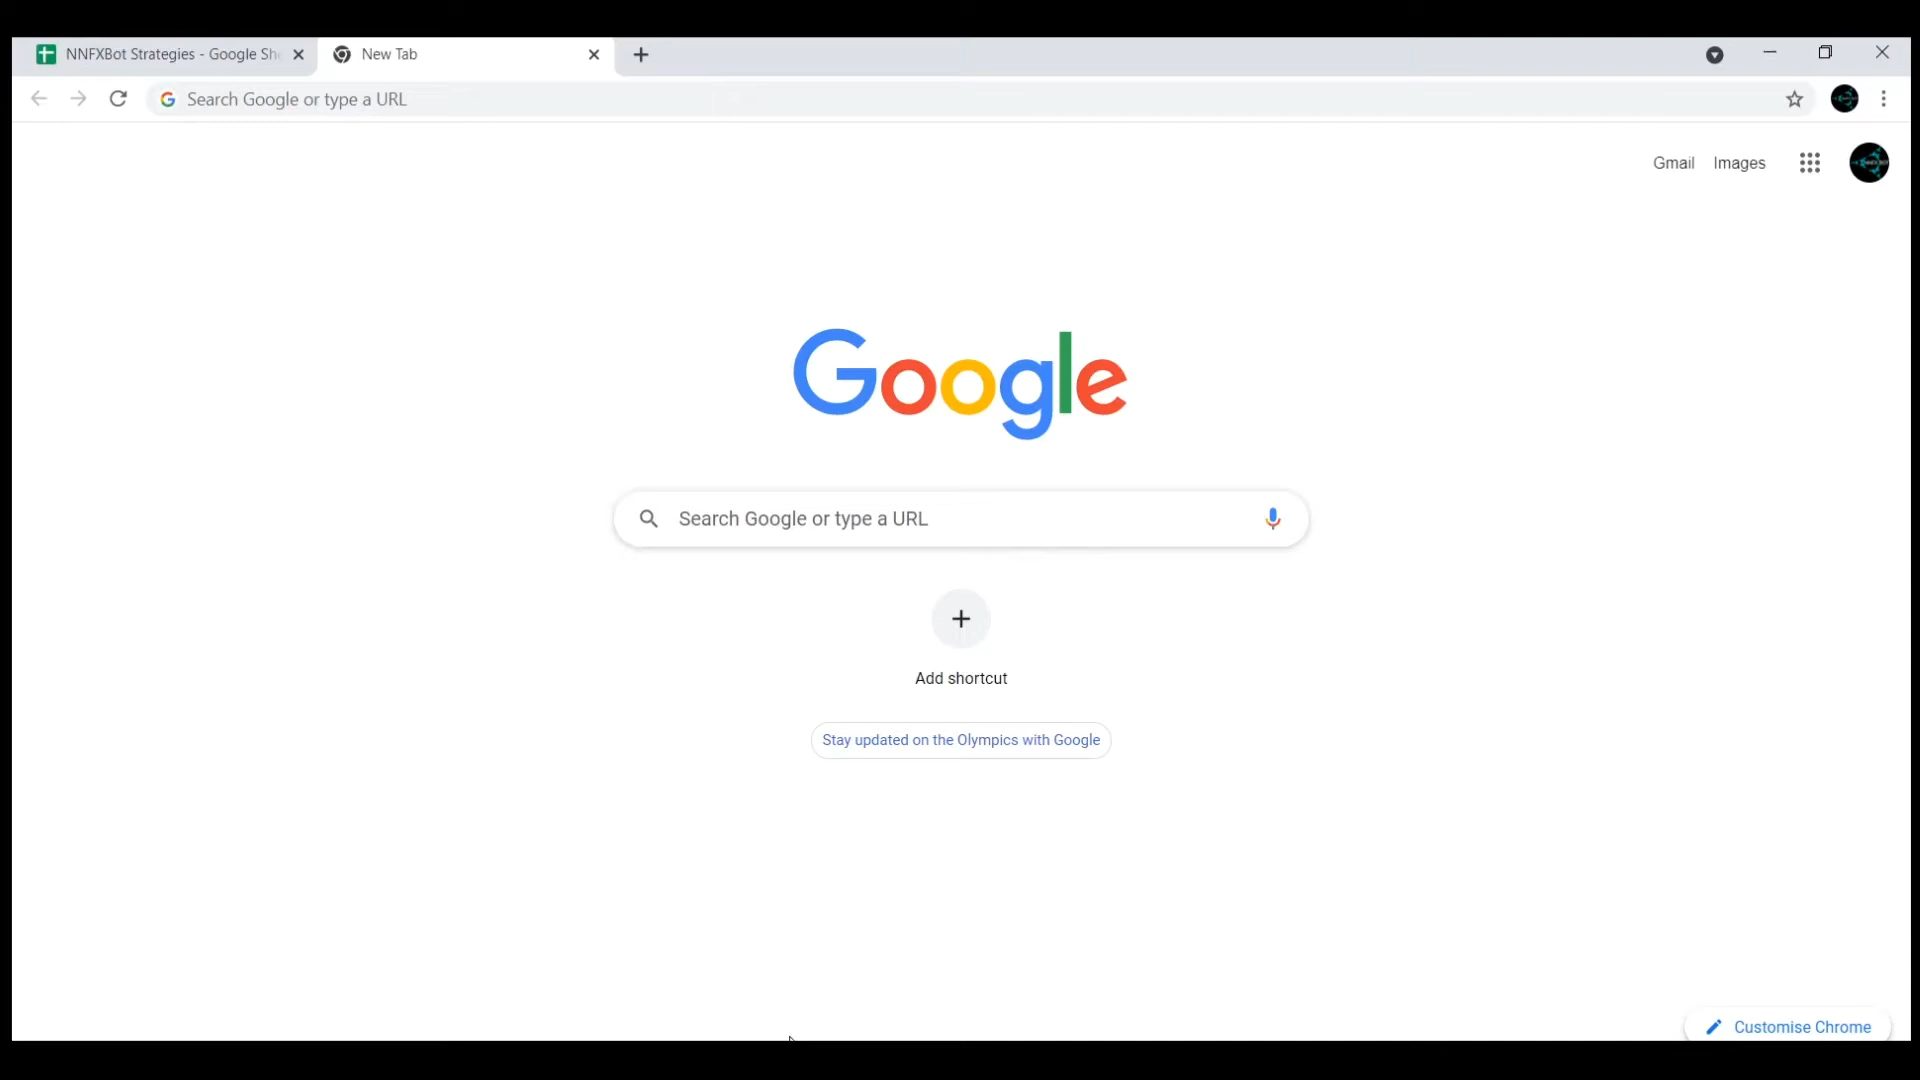 NNFXBot Strategies - Google She
New Tab
Search Google or type a URL
Gmail
Images
Google
Search Google or type a URL
Add shortcut
Stay updated on the Olympics with Google
Customise Chrome